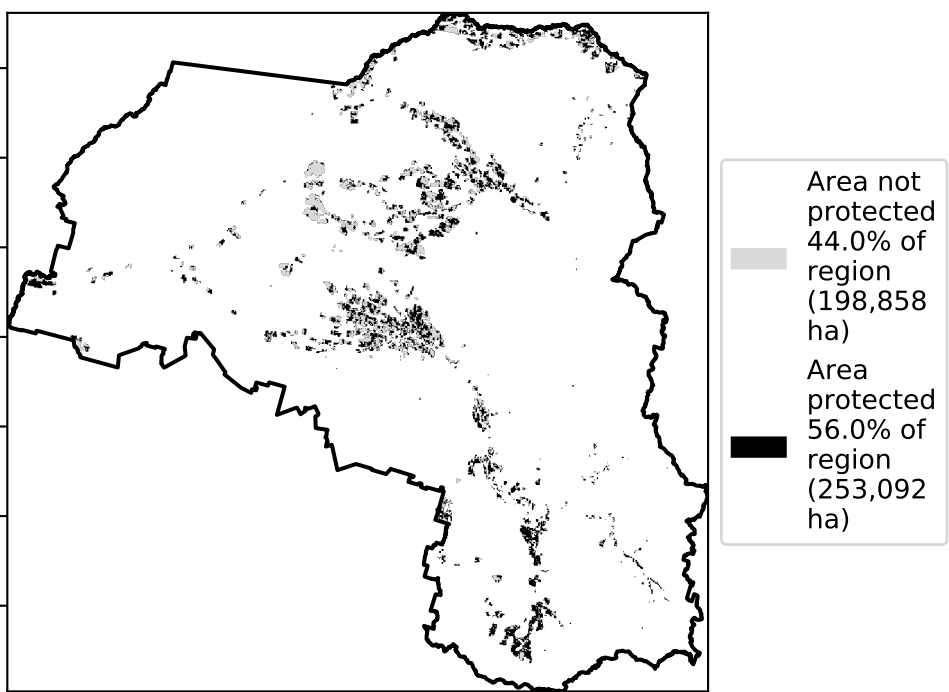 Area not
protected
44.0% of
region
(198,858
ha)
Area
protected
56.0% of
region
(253,092
ha)